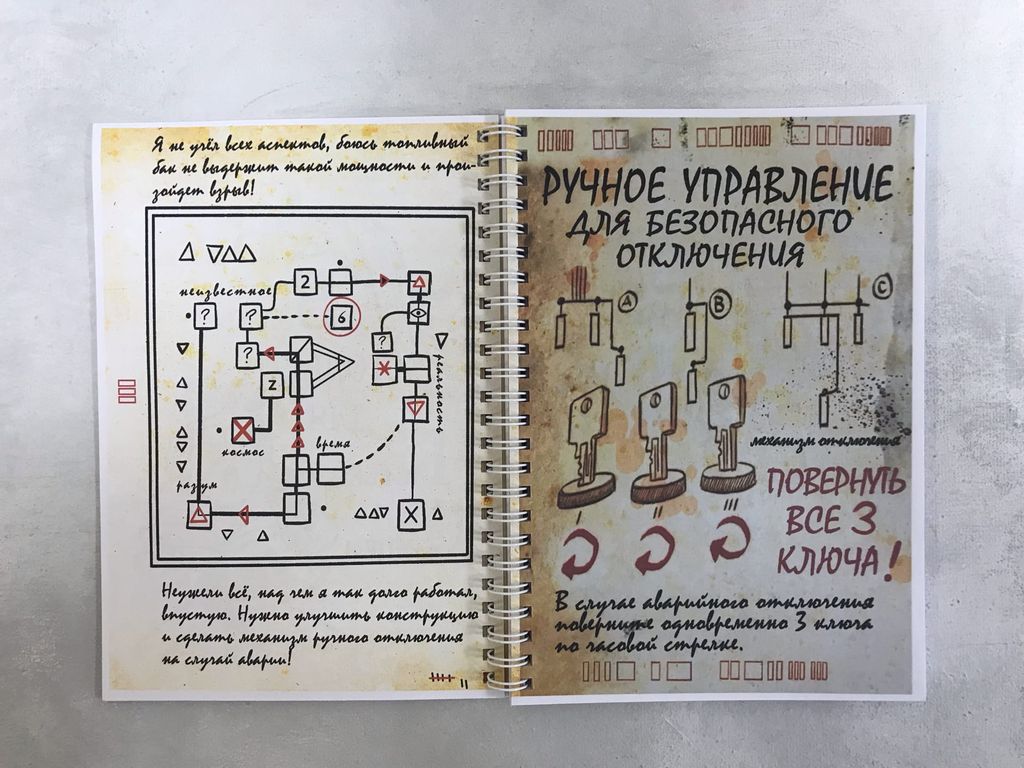 Я не учёл всех аспектов, боюсь топливный
бак не выдержит такой мощности и прои-
зойдет взрыв!
неизвестное
2
?
?
6
?
?
реальность
2
космос
время
разум
X
Неужели всё, над чем я так долго работал,
впустую. Нужно улучшить конструкцию
и сделать механизм ручного отключения
на случай аварии!
11
РУЧНОЕ УПРАВЛЕНИЕ
ДЛЯ БЕЗОПАСНОГО
ОТКЛЮЧЕНИЯ
A
B
C
механизм отключения
I
II
III
ПОВЕРНУТЬ
ВСЕ 3
КЛЮЧА!
В случае аварийного отключения
поверните одновременно 3 ключа
по часовой стрелке.